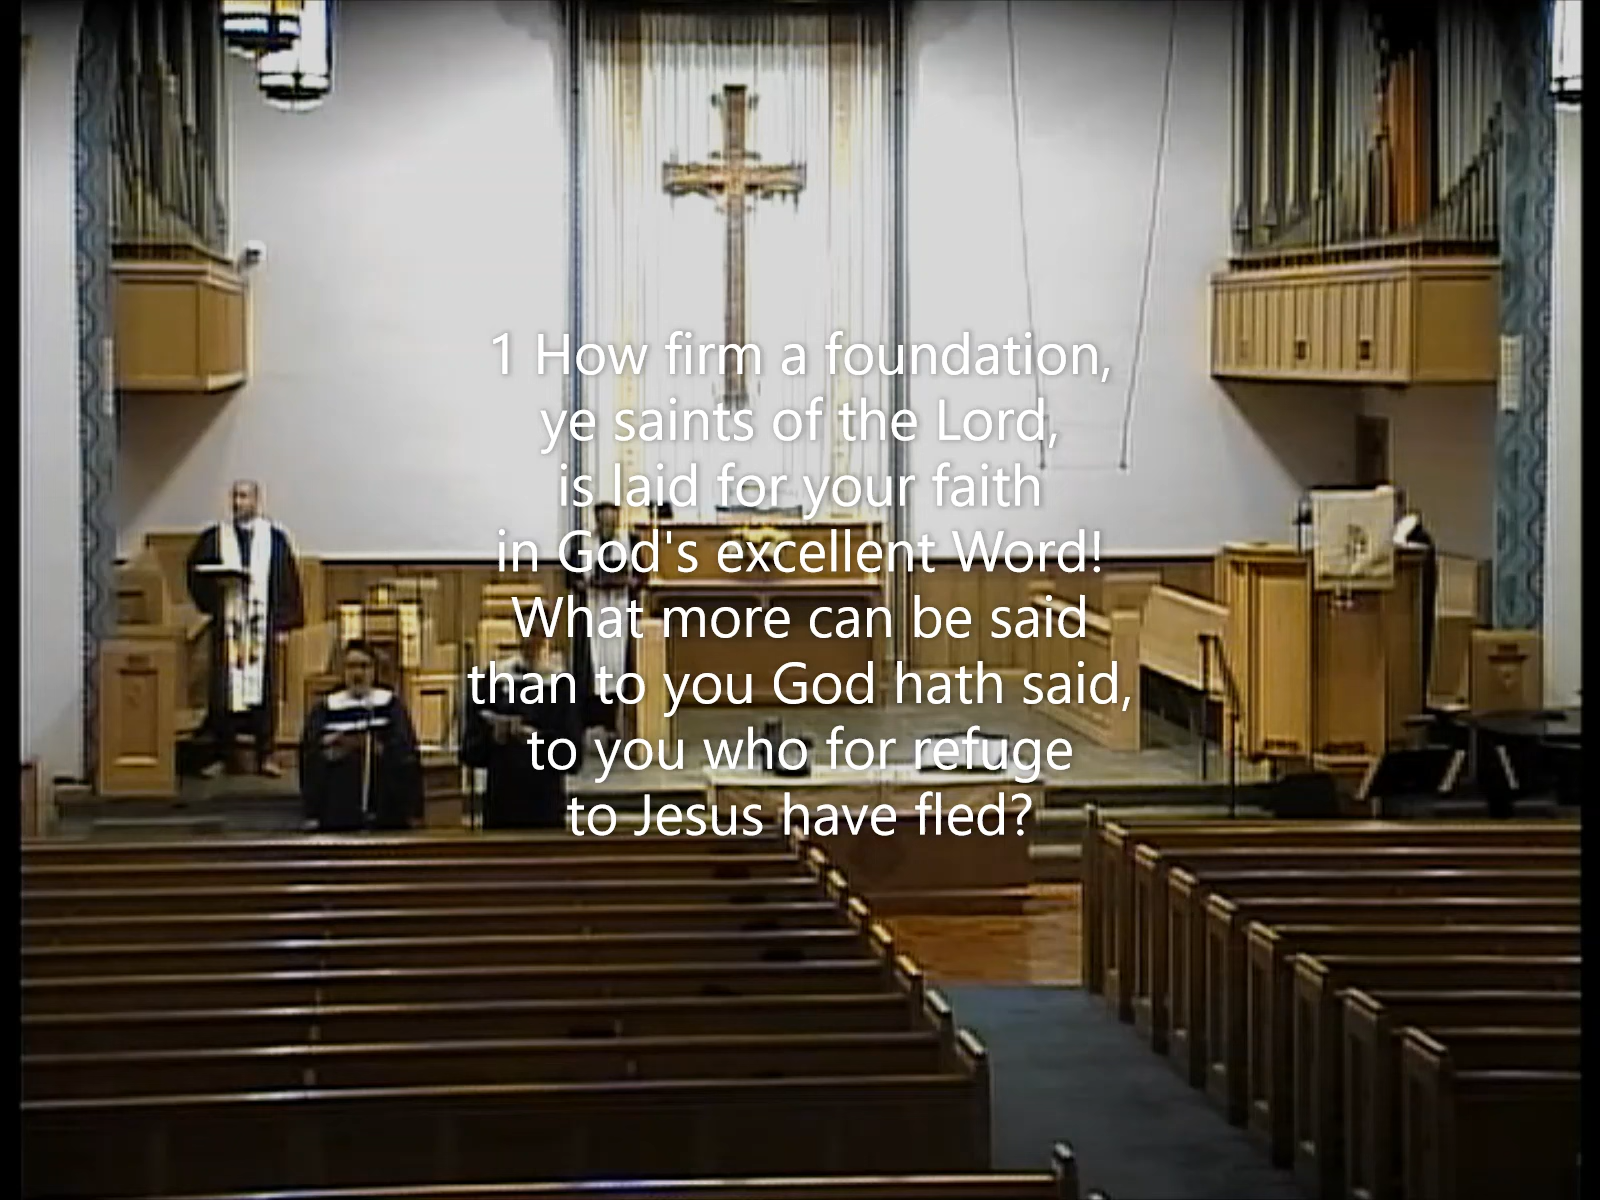 1 How firm a foundation,
ye saints of the Lord,
is laid for your faith
in God's excellent Word!
What more can be said
than to you God hath said,
to you who for refuge
to Jesus have fled?